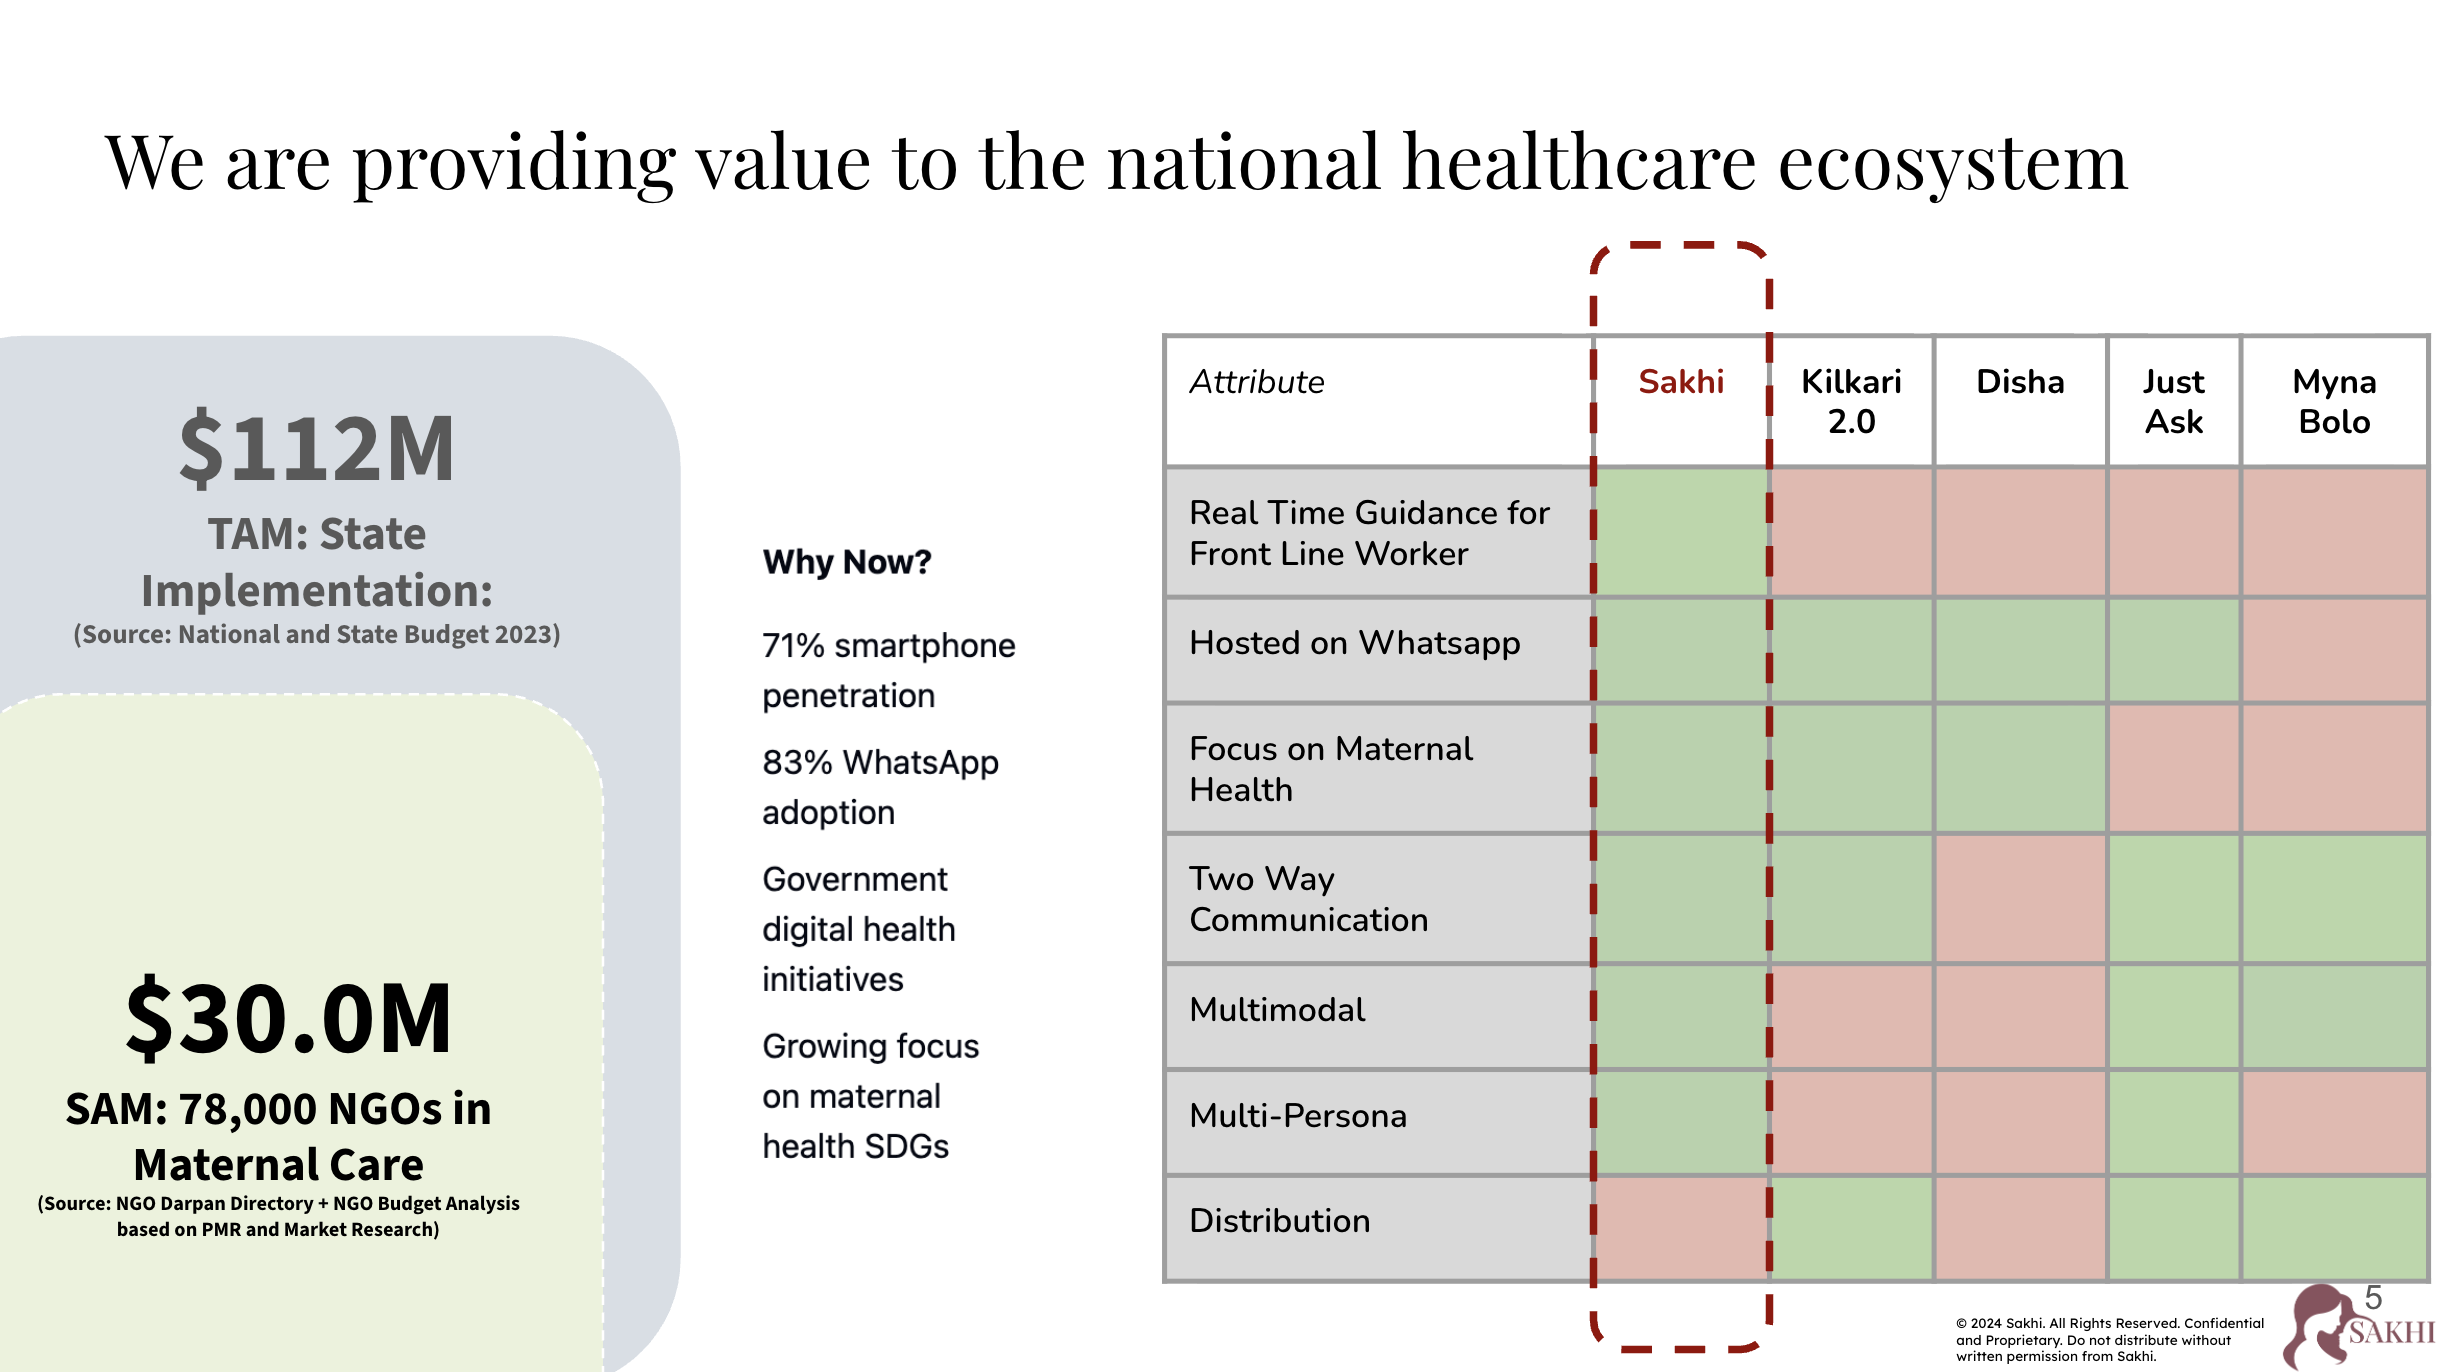 We are providing value to the national healthcare ecosystem
$112M
TAM: State
Implementation:
(Source: National and State Budget 2023)
$30.0M
SAM: 78,000 NGOs in
Maternal Care
(Source: NGO Darpan Directory + NGO Budget Analysis
based on PMR and Market Research)
Why Now?
71% smartphone
penetration
83% WhatsApp
adoption
Government
digital health
initiatives
Growing focus
on maternal
health SDGs
Attribute
Sakhi
Kilkari
2.0
Disha
Just
Ask
Myna
Bolo
Real Time Guidance for
Front Line Worker
Hosted on Whatsapp
Focus on Maternal
Health
Two Way
Communication
Multimodal
Multi-Persona
Distribution
© 2024 Sakhi. All Rights Reserved. Confidential
and Proprietary. Do not distribute without
written permission from Sakhi.
5
SAKHI